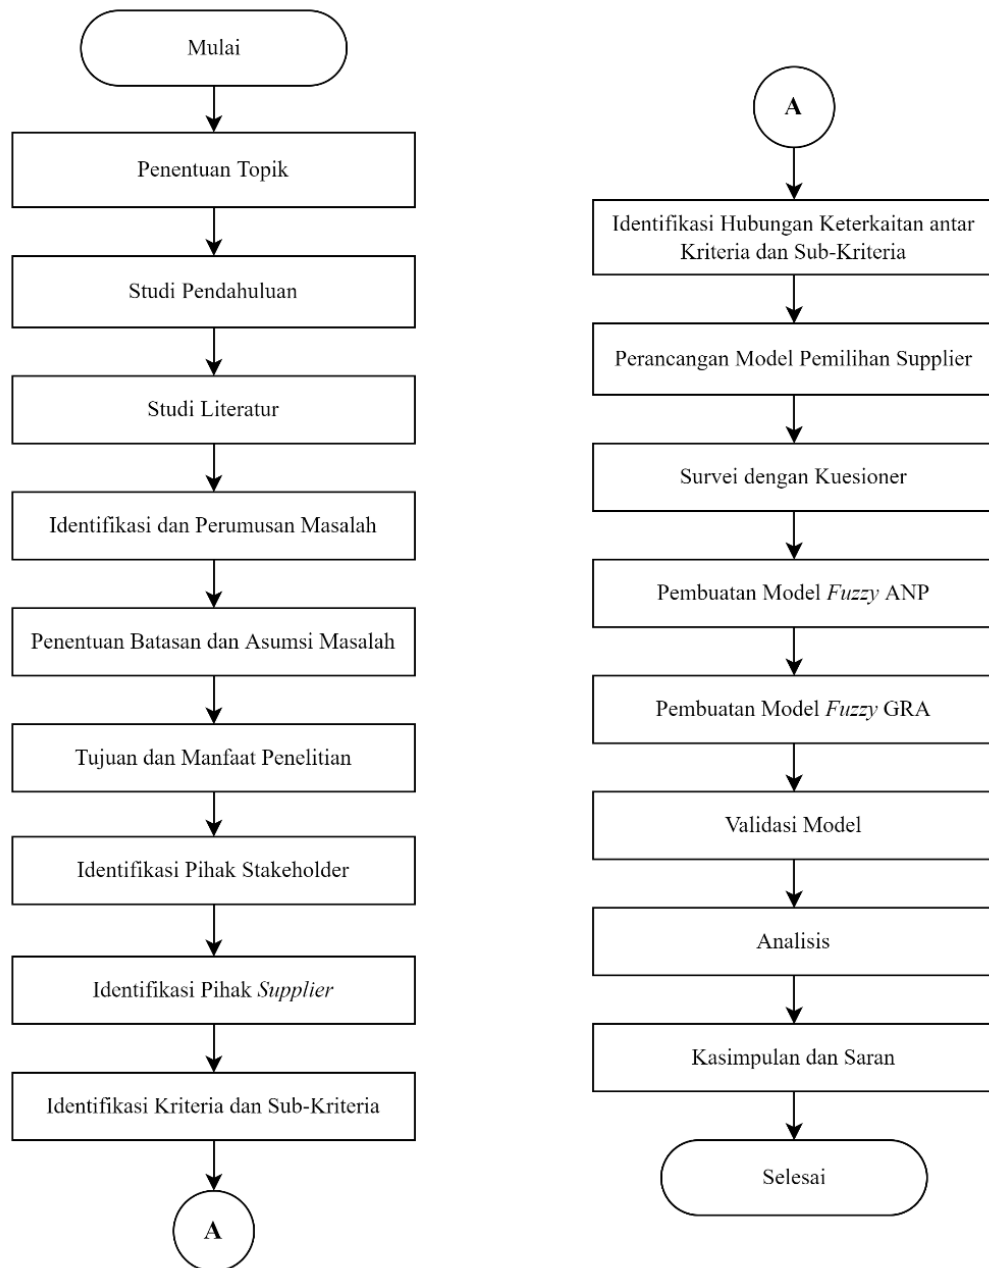 Mulai
Penentuan Topik
Studi Pendahuluan
Studi Literatur
Identifikasi dan Perumusan Masalah
Penentuan Batasan dan Asumsi Masalah
Tujuan dan Manfaat Penelitian
Identifikasi Pihak Stakeholder
Identifikasi Pihak Supplier
Identifikasi Kriteria dan Sub-Kriteria
A
A
Identifikasi Hubungan Keterkaitan antar
Kriteria dan Sub-Kriteria
Perancangan Model Pemilihan Supplier
Survei dengan Kuesioner
Pembuatan Model Fuzzy ANP
Pembuatan Model Fuzzy GRA
Validasi Model
Analisis
Kasimpulan dan Saran
Selesai